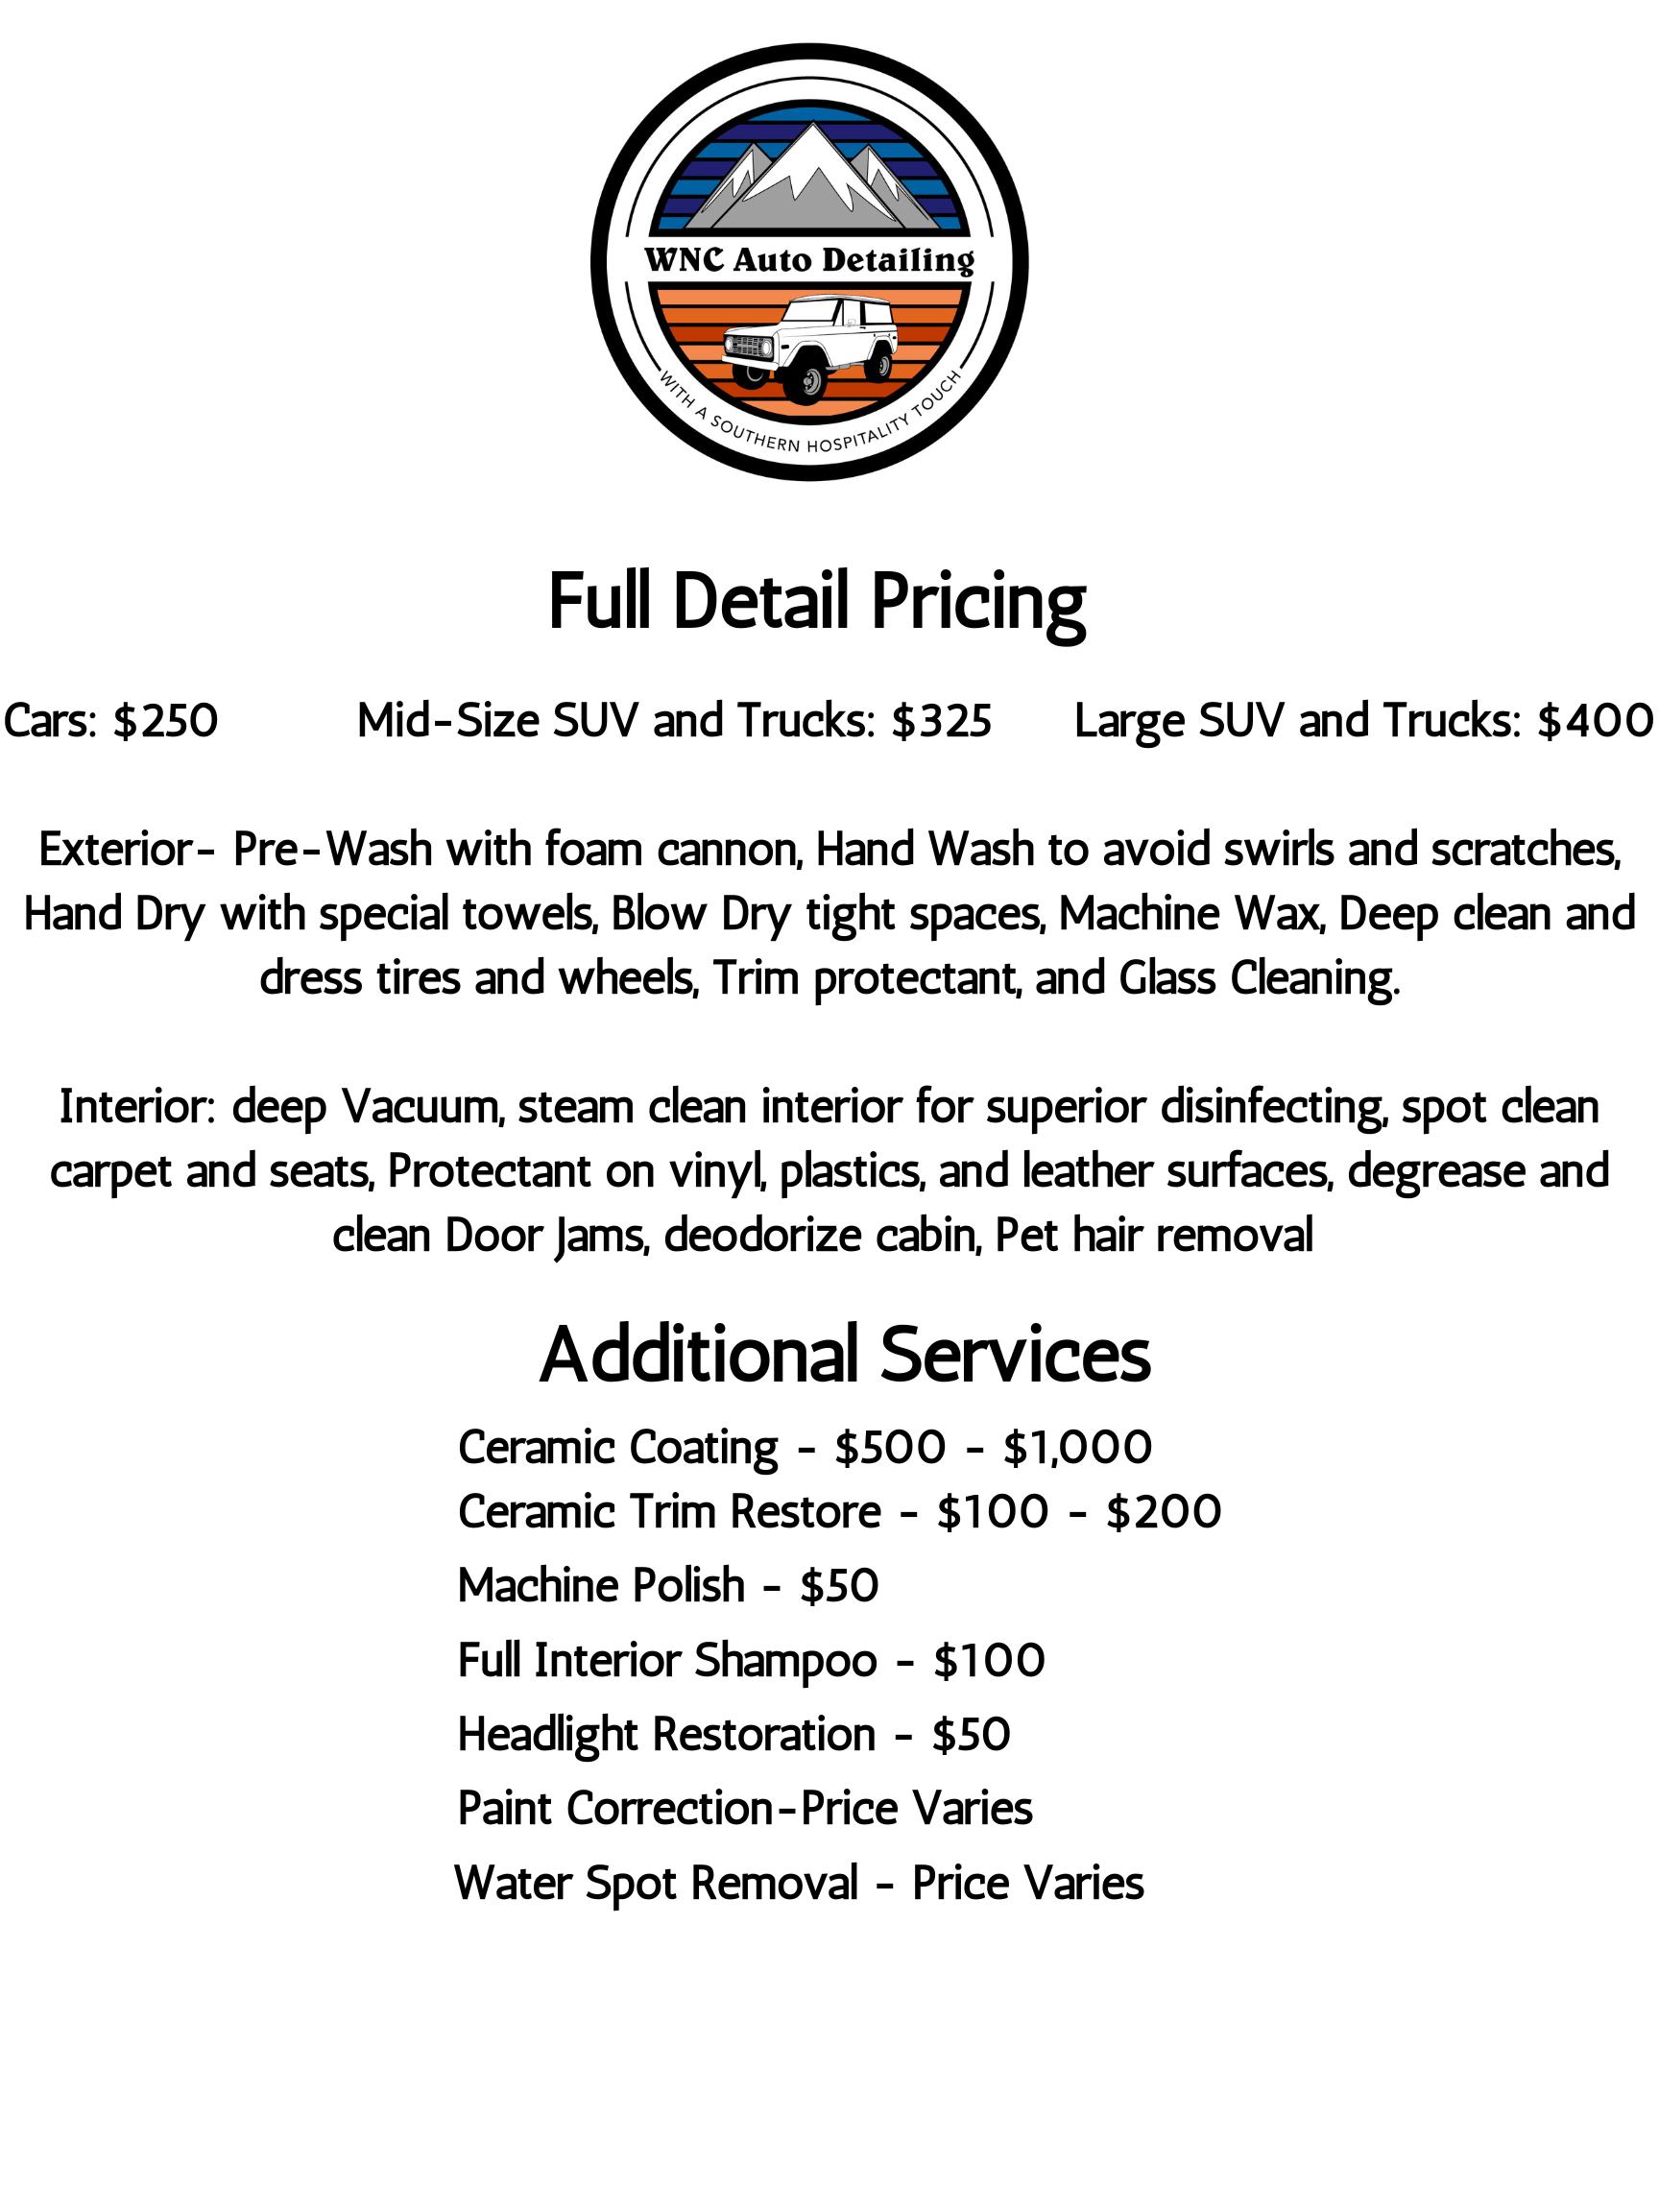 WNC Auto Detailing
WITH A SOUTHERN HOSPITALITY TOUCH
Full Detail Pricing
Cars: $250 Mid-Size SUV and Trucks: $325 Large SUV and Trucks: $400
Exterior- Pre-Wash with foam cannon, Hand Wash to avoid swirls and scratches,
Hand Dry with special towels, Blow Dry tight spaces, Machine Wax, Deep clean and
dress tires and wheels, Trim protectant, and Glass Cleaning.
Interior: deep Vacuum, steam clean interior for superior disinfecting, spot clean
carpet and seats, Protectant on vinyl, plastics, and leather surfaces, degrease and
clean Door Jams, deodorize cabin, Pet hair removal
Additional Services
Ceramic Coating - $500 - $1,000
Ceramic Trim Restore - $100 - $200
Machine Polish - $50
Full Interior Shampoo - $100
Headlight Restoration - $50
Paint Correction-Price Varies
Water Spot Removal - Price Varies